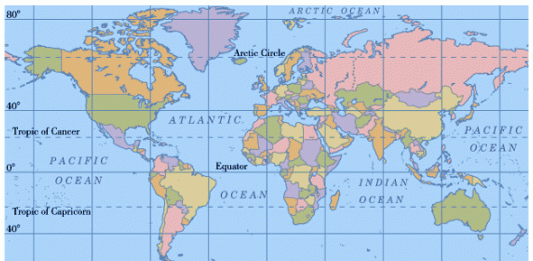 ARCTIC OCEAN
80°
Arctic Circle
40°
ATLANTIC
Tropic of Cancer
PACIFIC
OCEAN
PACIFIC
OCEAN
Equator
0°
OCEAN
INDIAN
OCEAN
Tropic of Capricorn
40°